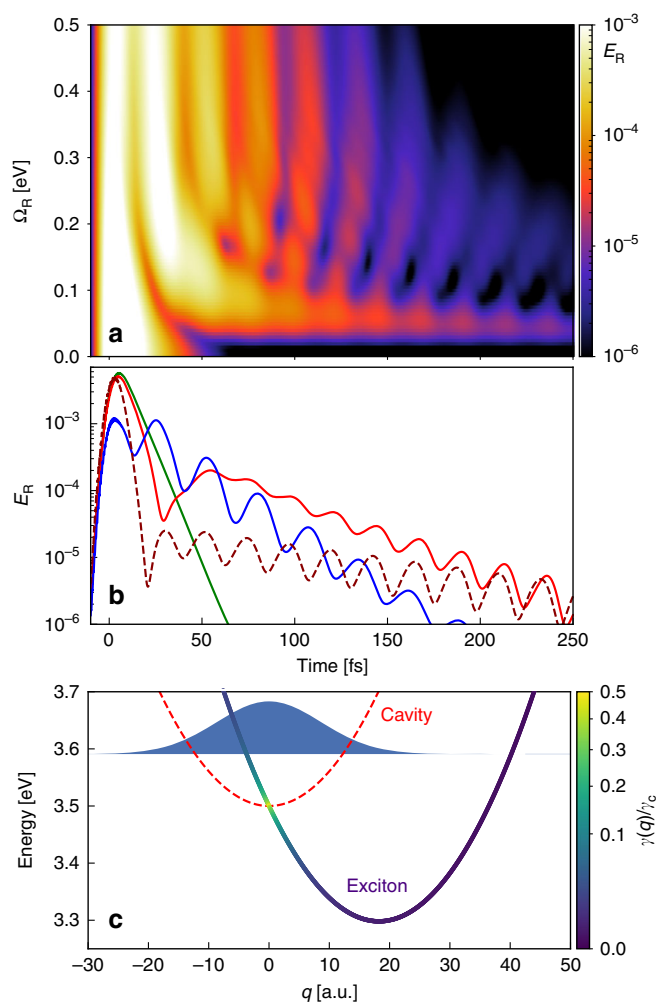 0.5
0.4
0.3
0.2
0.1
0.0
Ω_R [eV]
a
10⁻³
E_R
10⁻⁴
10⁻⁵
10⁻⁶
10⁻³
10⁻⁴
10⁻⁵
10⁻⁶
E_R
b
0 50 100 150 200 250
Time [fs]
3.7
3.6
3.5
3.4
3.3
Energy [eV]
Cavity
Exciton
c
−30 −20 −10 0 10 20 30 40 50
q [a.u.]
0.5
0.4
0.3
0.2
0.1
0.0
γ(q)/γ_c